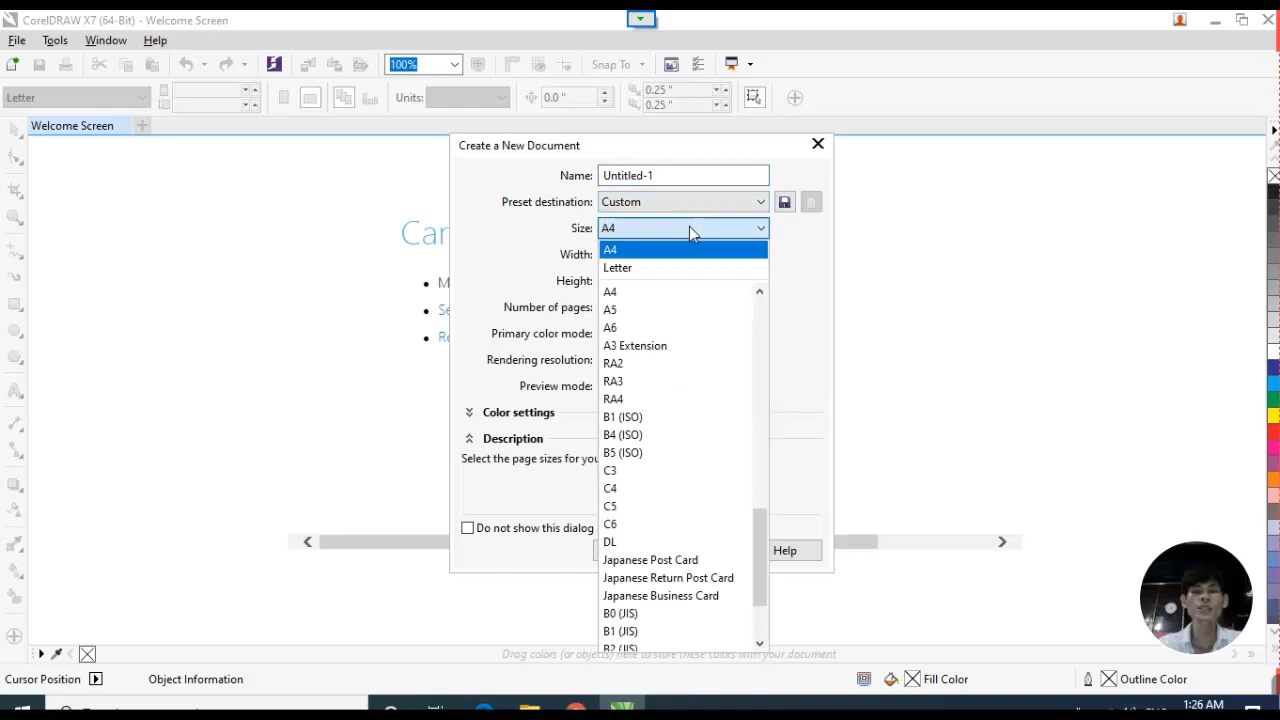 CorelDRAW X7 (64-Bit) - Welcome Screen
File Tools Window Help
100% Snap To
Letter Units: 0.0 " 0.25 "
0.25 "
Welcome Screen
Create a New Document
Name: Untitled-1
Preset destination: Custom
Size: A4
Width:
Height:
Number of pages:
Primary color mode:
Rendering resolution:
Preview mode:
Color settings
Description
Select the page sizes for you
Do not show this dialog
Help
A4
Letter
A4
A5
A6
A3 Extension
RA2
RA3
RA4
B1 (ISO)
B4 (ISO)
B5 (ISO)
C3
C4
C5
C6
DL
Japanese Post Card
Japanese Return Post Card
Japanese Business Card
B0 (JIS)
B1 (JIS)
B2 (JIS)
Car
M
Se
Re
Drag colors (or objects) here to store these colors with your document
Cursor Position Object Information Fill Color Outline Color
1:26 AM